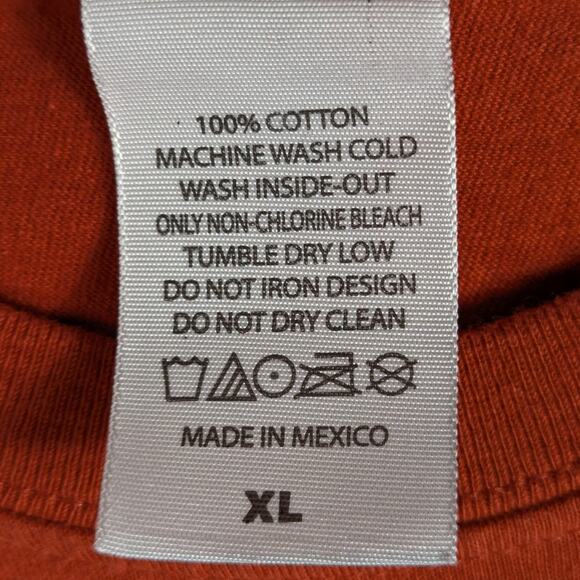 100% COTTON
MACHINE WASH COLD
WASH INSIDE-OUT
ONLY NON-CHLORINE BLEACH
TUMBLE DRY LOW
DO NOT IRON DESIGN
DO NOT DRY CLEAN
MADE IN MEXICO
XL